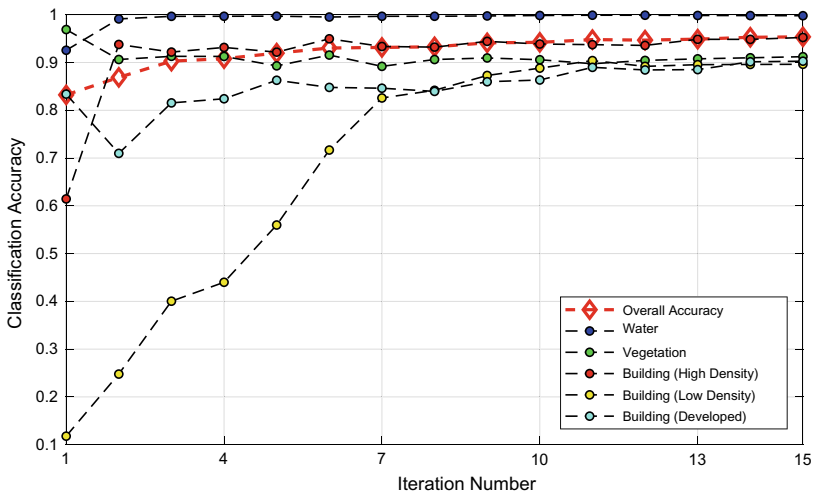 1
0.9
0.8
0.7
0.6
0.5
0.4
0.3
0.2
0.1
Classification Accuracy
1
4
7
10
13
15
Iteration Number
Overall Accuracy
Water
Vegetation
Building (High Density)
Building (Low Density)
Building (Developed)